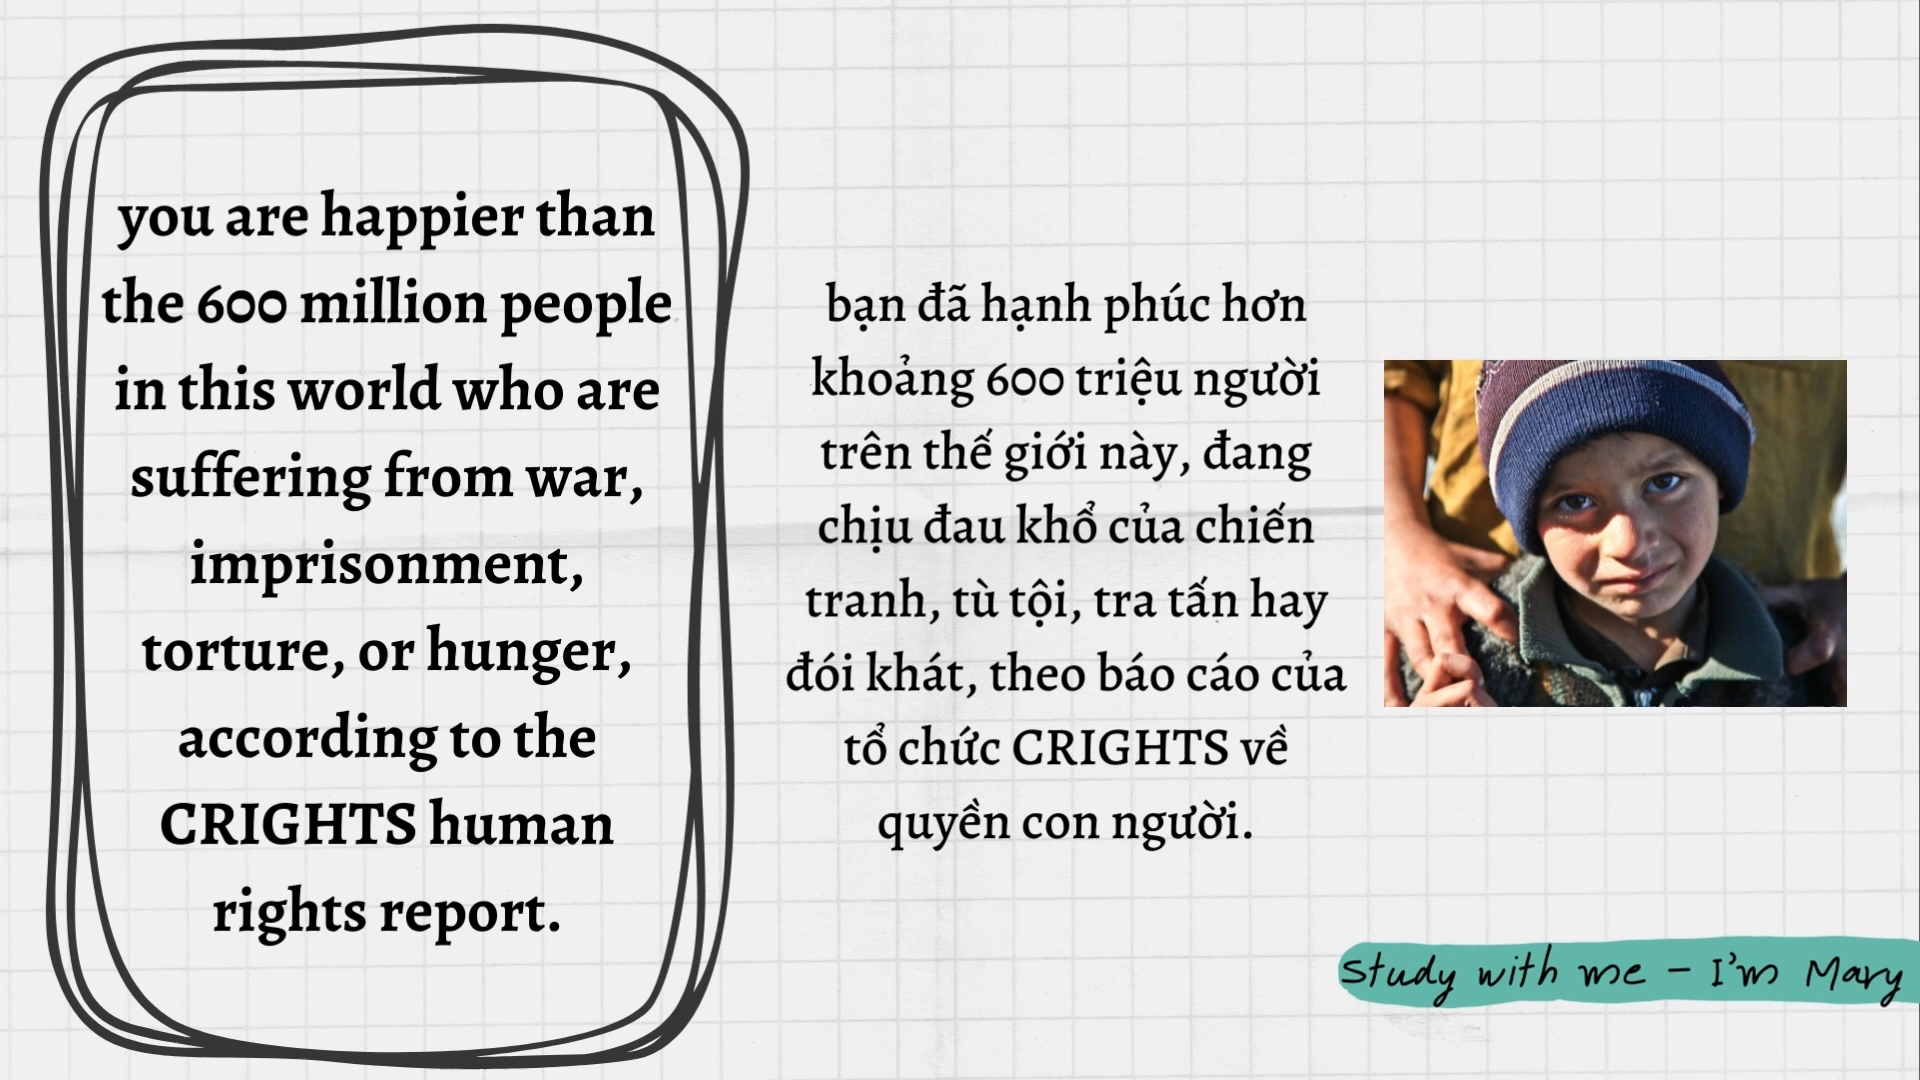 you are happier than
the 600 million people
in this world who are
suffering from war,
imprisonment,
torture, or hunger,
according to the
CRIGHTS human
rights report.
bạn đã hạnh phúc hơn
khoảng 600 triệu người
trên thế giới này, đang
chịu đau khổ của chiến
tranh, tù tội, tra tấn hay
đói khát, theo báo cáo của
tổ chức CRIGHTS về
quyền con người.
Study with me - I'm Mary